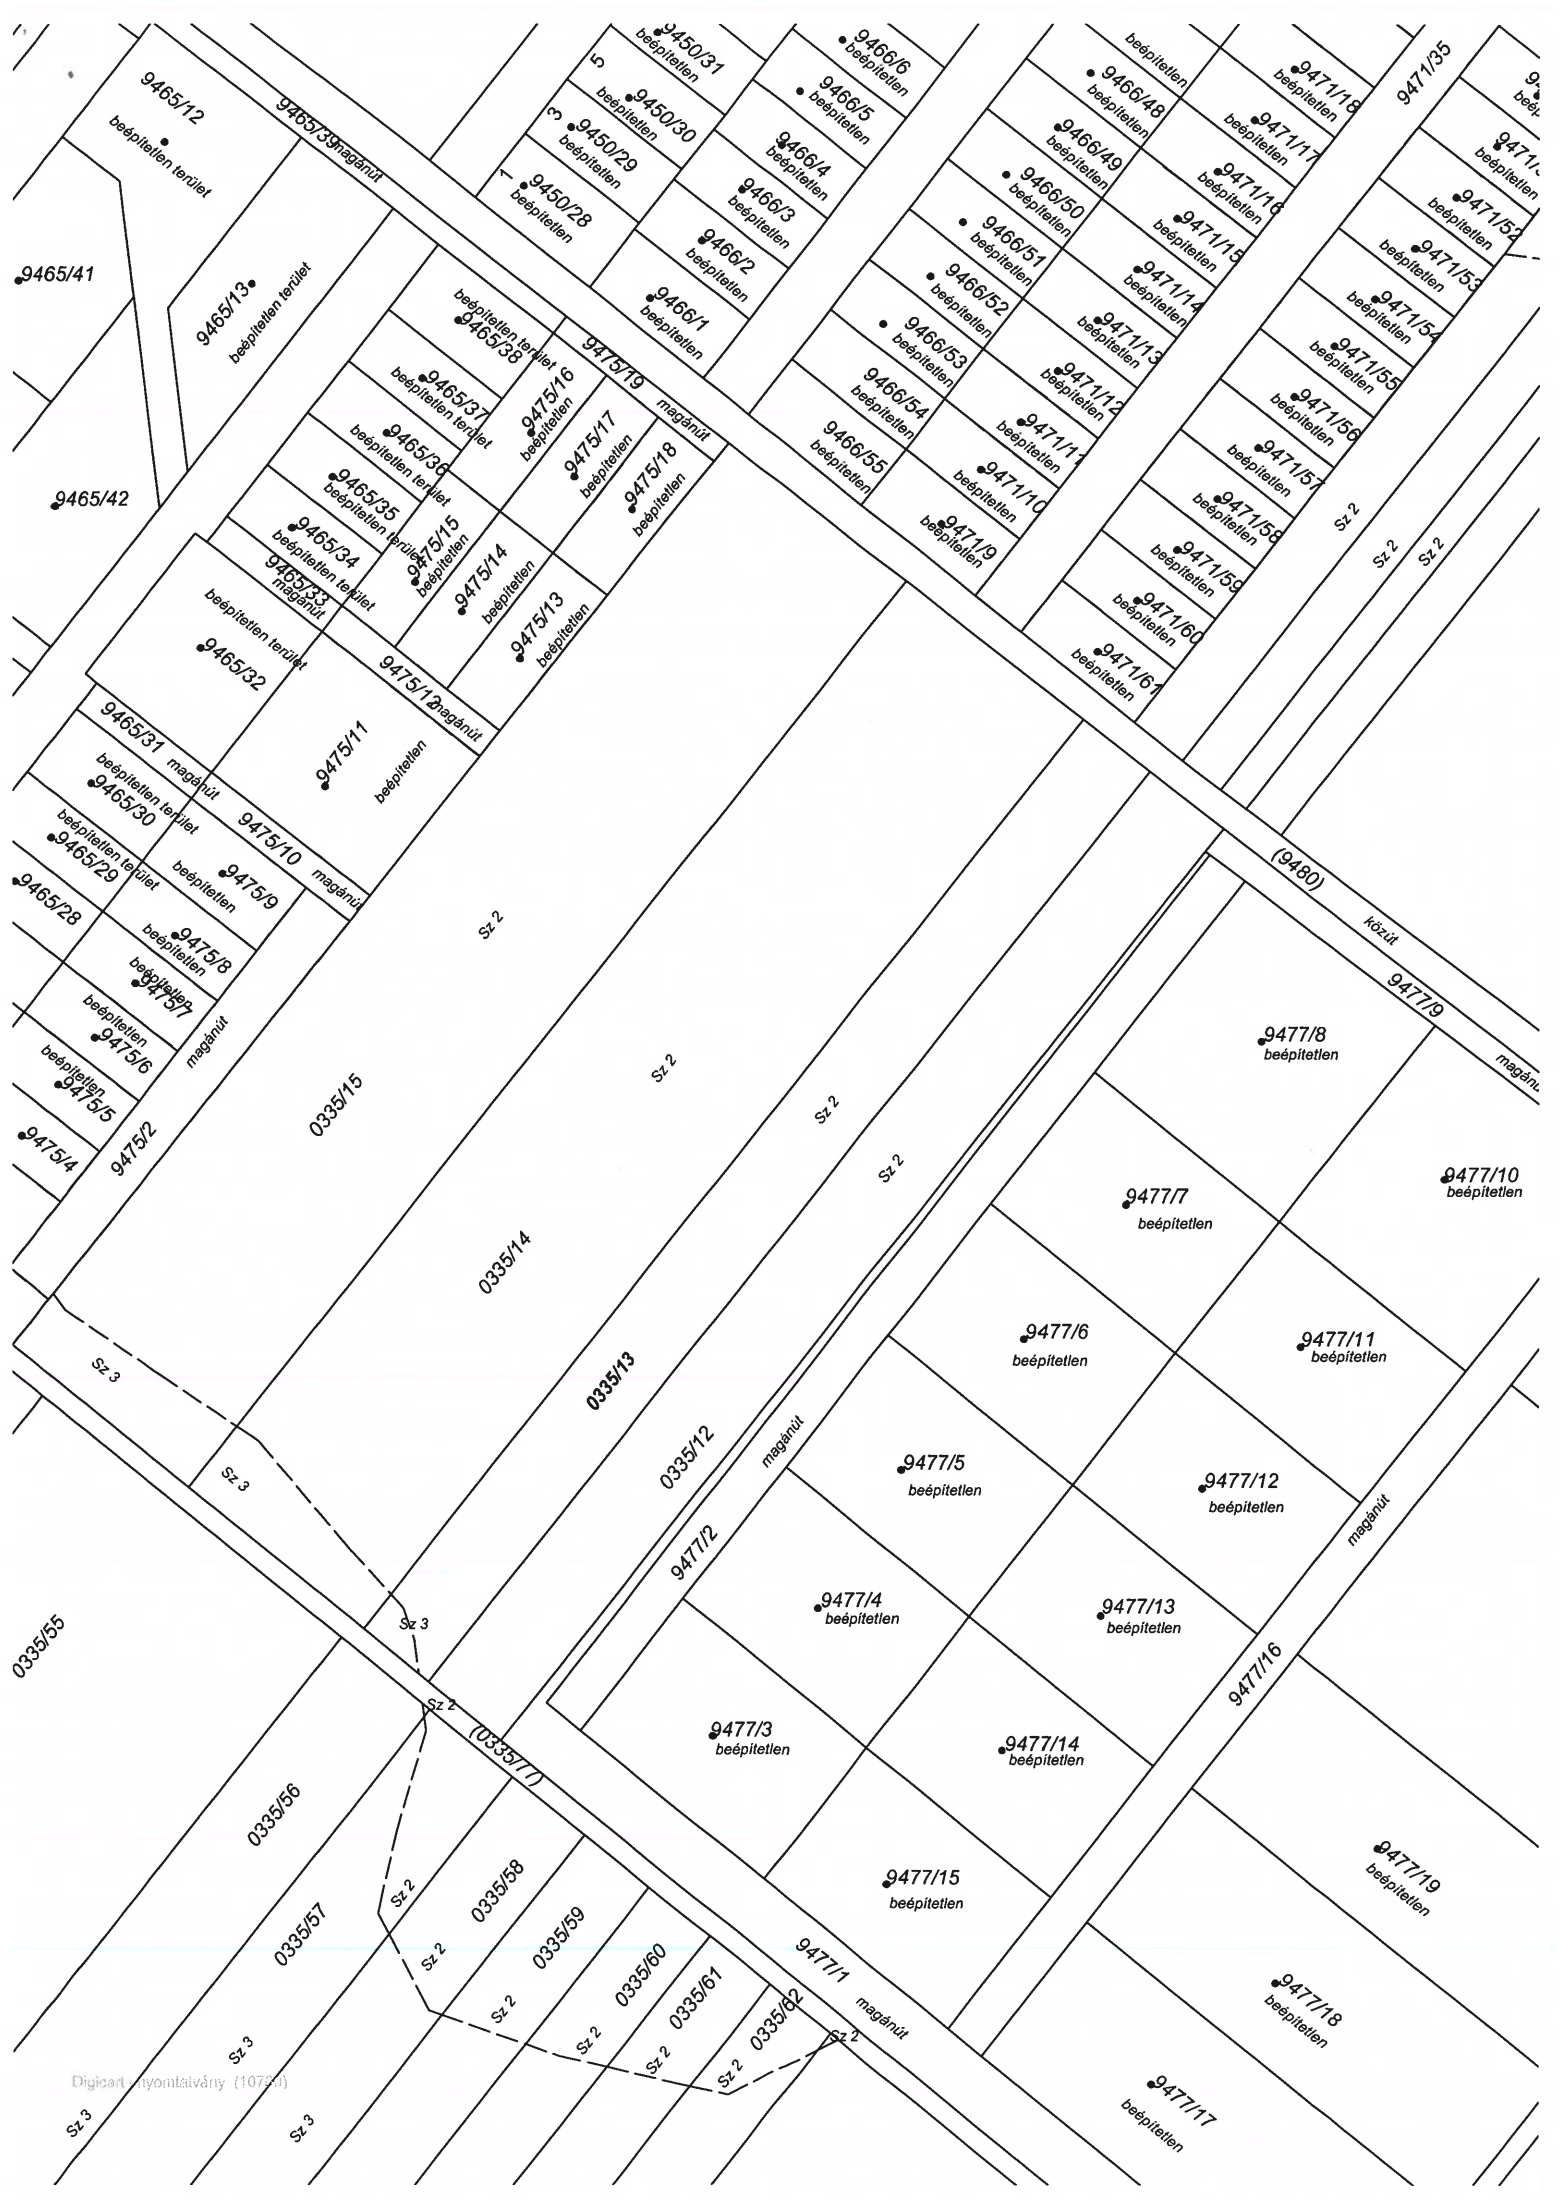 9465/12
beépítetlen terület
9465/39
magánút
9465/41
9465/13
beépítetlen terület
9465/42
5
9450/31
beépítetlen
9450/30
beépítetlen
3
9450/29
beépítetlen
1
9450/28
beépítetlen
9466/6
beépítetlen
9466/5
beépítetlen
9466/4
beépítetlen
9466/3
beépítetlen
9466/2
beépítetlen
9466/1
beépítetlen
beépítetlen
9466/48
beépítetlen
9466/49
beépítetlen
9466/50
beépítetlen
9466/51
beépítetlen
9466/52
beépítetlen
9466/53
beépítetlen
9466/54
beépítetlen
9466/55
beépítetlen
9471/18
beépítetlen
9471/17
beépítetlen
9471/16
beépítetlen
9471/15
beépítetlen
9471/14
beépítetlen
9471/13
beépítetlen
9471/12
beépítetlen
9471/11
beépítetlen
9471/10
beépítetlen
9471/9
beépítetlen
9471/35
beépítetlen
9471/52
beépítetlen
9471/53
beépítetlen
9471/54
beépítetlen
9471/55
beépítetlen
9471/56
beépítetlen
9471/57
beépítetlen
9471/58
beépítetlen
9471/59
beépítetlen
9471/60
beépítetlen
9471/61
beépítetlen
Sz 2
Sz 2
Sz 2
beépítetlen terület
9465/38
9465/37
beépítetlen terület
9465/36
beépítetlen terület
9465/35
beépítetlen terület
9465/34
beépítetlen terület
9465/33
magánút
beépítetlen terület
9465/32
9475/19
magánút
9475/16
beépítetlen
9475/17
beépítetlen
9475/18
beépítetlen
9475/15
beépítetlen
9475/14
beépítetlen
9475/13
beépítetlen
9475/12
magánút
9475/11
beépítetlen
9465/31
magánút
9475/10
magánút
beépítetlen terület
9465/30
beépítetlen terület
9465/29
9465/28
9475/9
beépítetlen
9475/8
beépítetlen
beépítetlen
9475/7
beépítetlen
9475/6
beépítetlen
9475/5
9475/4
magánút
9475/2
Sz 2
Sz 2
Sz 2
Sz 2
0335/15
0335/14
0335/13
0335/12
(9480)
közút
9477/9
9477/8
beépítetlen
9477/7
beépítetlen
9477/10
beépítetlen
9477/6
beépítetlen
9477/11
beépítetlen
9477/5
beépítetlen
9477/12
beépítetlen
magánút
9477/2
9477/4
beépítetlen
9477/13
beépítetlen
magánút
9477/16
9477/3
beépítetlen
9477/14
beépítetlen
9477/15
beépítetlen
9477/1
magánút
9477/19
beépítetlen
9477/18
beépítetlen
9477/17
beépítetlen
Sz 3
Sz 3
Sz 3
Sz 2
(0335/77)
0335/55
0335/56
0335/57
0335/58
0335/59
0335/60
0335/61
0335/62
Sz 2
Sz 2
Sz 2
Sz 2
Sz 2
Sz 2
Sz 2
Sz 3
Sz 3
Sz 3